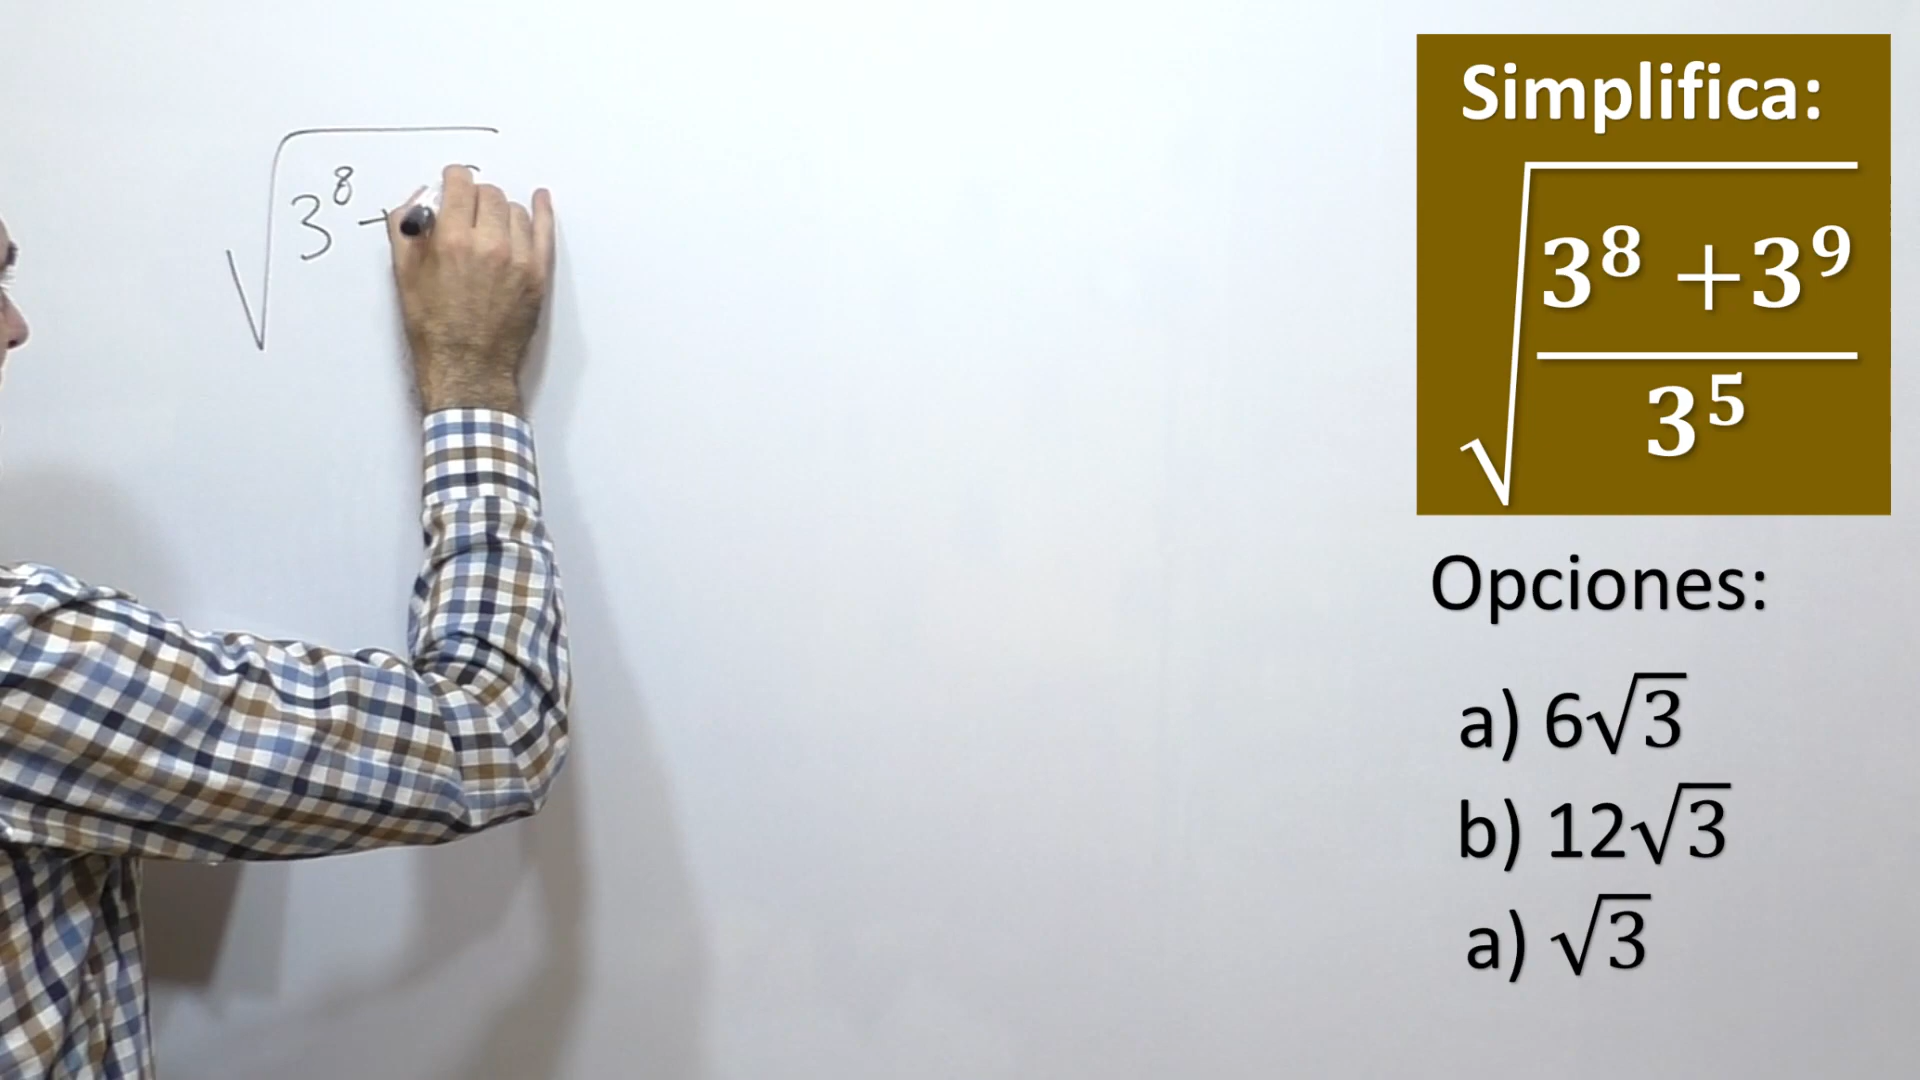 √3⁸ +
Simplifica:
√(3⁸ +3⁹
3⁵)
Opciones:
a) 6√3
b) 12√3
a) √3